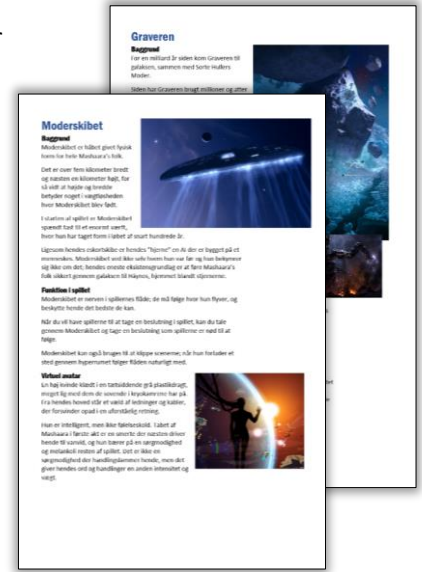 Graveren
Baggrund
For en milliard år siden kom Graveren til
galaksen, sammen med Sorte Hullers
Moder.
Siden har Graveren brugt millioner og atter
Moderskibet
Baggrund
Moderskibet er håbet givet fysisk
form for hele Mashaara's folk.
Det er over fem kilometer bredt
og næsten en kilometer højt, for
så vidt at højde og bredde
betyder noget i vægtløsheden
hvor Moderskibet blev født.
I starten af spillet er Moderskibet
spændt fast til et enormt værft,
hvor hun har taget form i løbet af snart hundrede år.
Ligesom hendes eskorteskibe er hendes "hjerne" en AI der er bygget på et
menneske. Moderskibet ved ikke selv hvem hun var før og hun bekymrer
sig ikke om det; hendes eneste eksistensgrundlag er at føre Mashaara's
folk sikkert gennem galaksen til Háynos, hjemmet blandt stjernerne.
Funktion i spillet
Moderskibet er nerven i spillernes flåde; de må følge hvor hun flyver, og
beskytte hende det bedste de kan.
Når du vil have spillerne til at tage en beslutning i spillet, kan du tale
gennem Moderskibet og tage en beslutning som spillerne er nød til at
følge.
Moderskibet kan også bruges til at klippe scenerne; når hun forlader et
sted gennem hyperrumet følger flåden naturligt med.
Virtuel avatar
En høj kvinde klædt i en tætsiddende grå plastikdragt,
meget lig med dem de sovende i kryokamrene har på.
Fra hendes hoved står et væld af ledninger og kabler,
der forsvinder opad i en uforståelig retning.
Hun er intelligent, men ikke følelseskold. Tabet af
Mashaara i første akt er en smerte der næsten driver
hende til vanvid, og hun bærer på en sørgmodighed
og melankoli resten af spillet. Det er ikke en
sørgmodighed der handlingslammer hende, men det
giver hendes ord og handlinger en anden intensitet og
vægt.